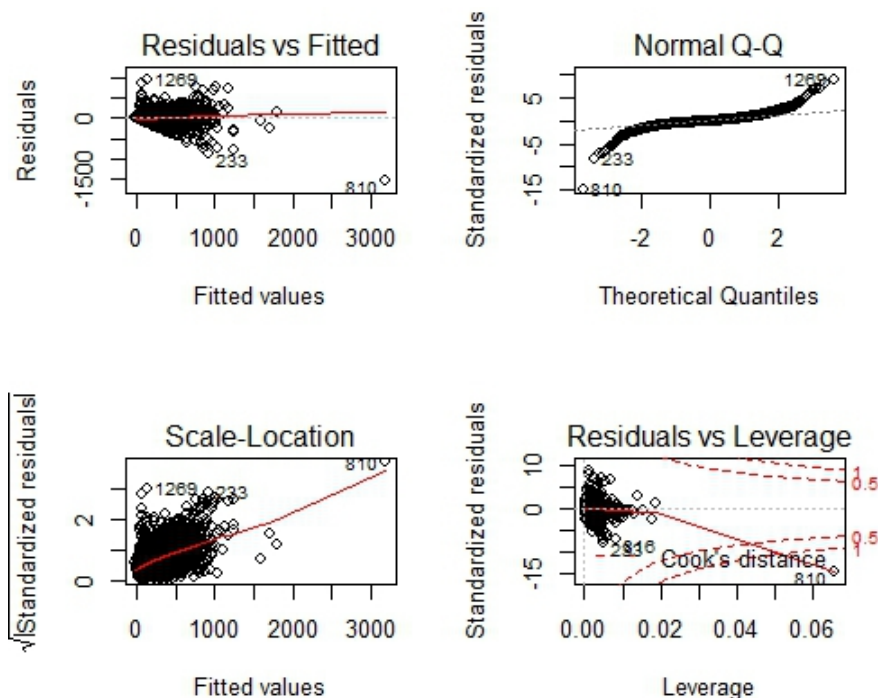 Residuals vs Fitted
Residuals
0
-1500
1269
233
810
0 1000 2000 3000
Fitted values
Normal Q-Q
Standardized residuals
5
-5
-15
1269
233
810
-2 0 2
Theoretical Quantiles
Scale-Location
√|Standardized residuals|
2
0
1269
233
810
0 1000 2000 3000
Fitted values
Residuals vs Leverage
Standardized residuals
10
0
-15
1
0.5
0.5
1
233
Cook's distance
810
0.00 0.02 0.04 0.06
Leverage